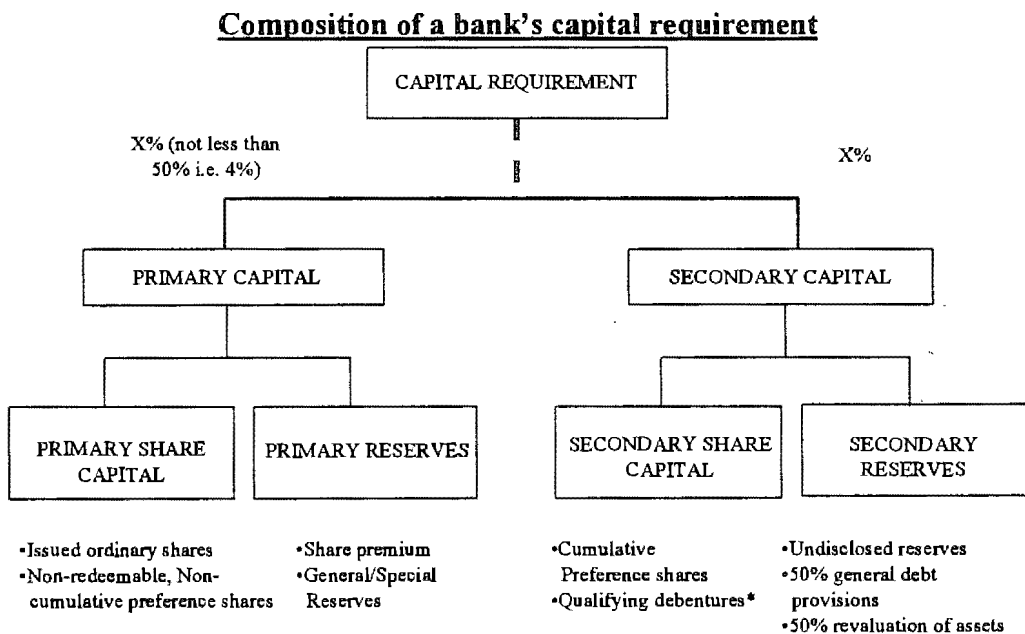 Composition of a bank's capital requirement
CAPITAL REQUIREMENT
X% (not less than
50% i.e. 4%)
X%
PRIMARY CAPITAL
SECONDARY CAPITAL
PRIMARY SHARE
CAPITAL
PRIMARY RESERVES
SECONDARY SHARE
CAPITAL
SECONDARY
RESERVES
•Issued ordinary shares
•Non-redeemable, Non-
cumulative preference shares
•Share premium
•General/Special
Reserves
•Cumulative
Preference shares
•Qualifying debentures*
•Undisclosed reserves
•50% general debt
provisions
•50% revaluation of assets